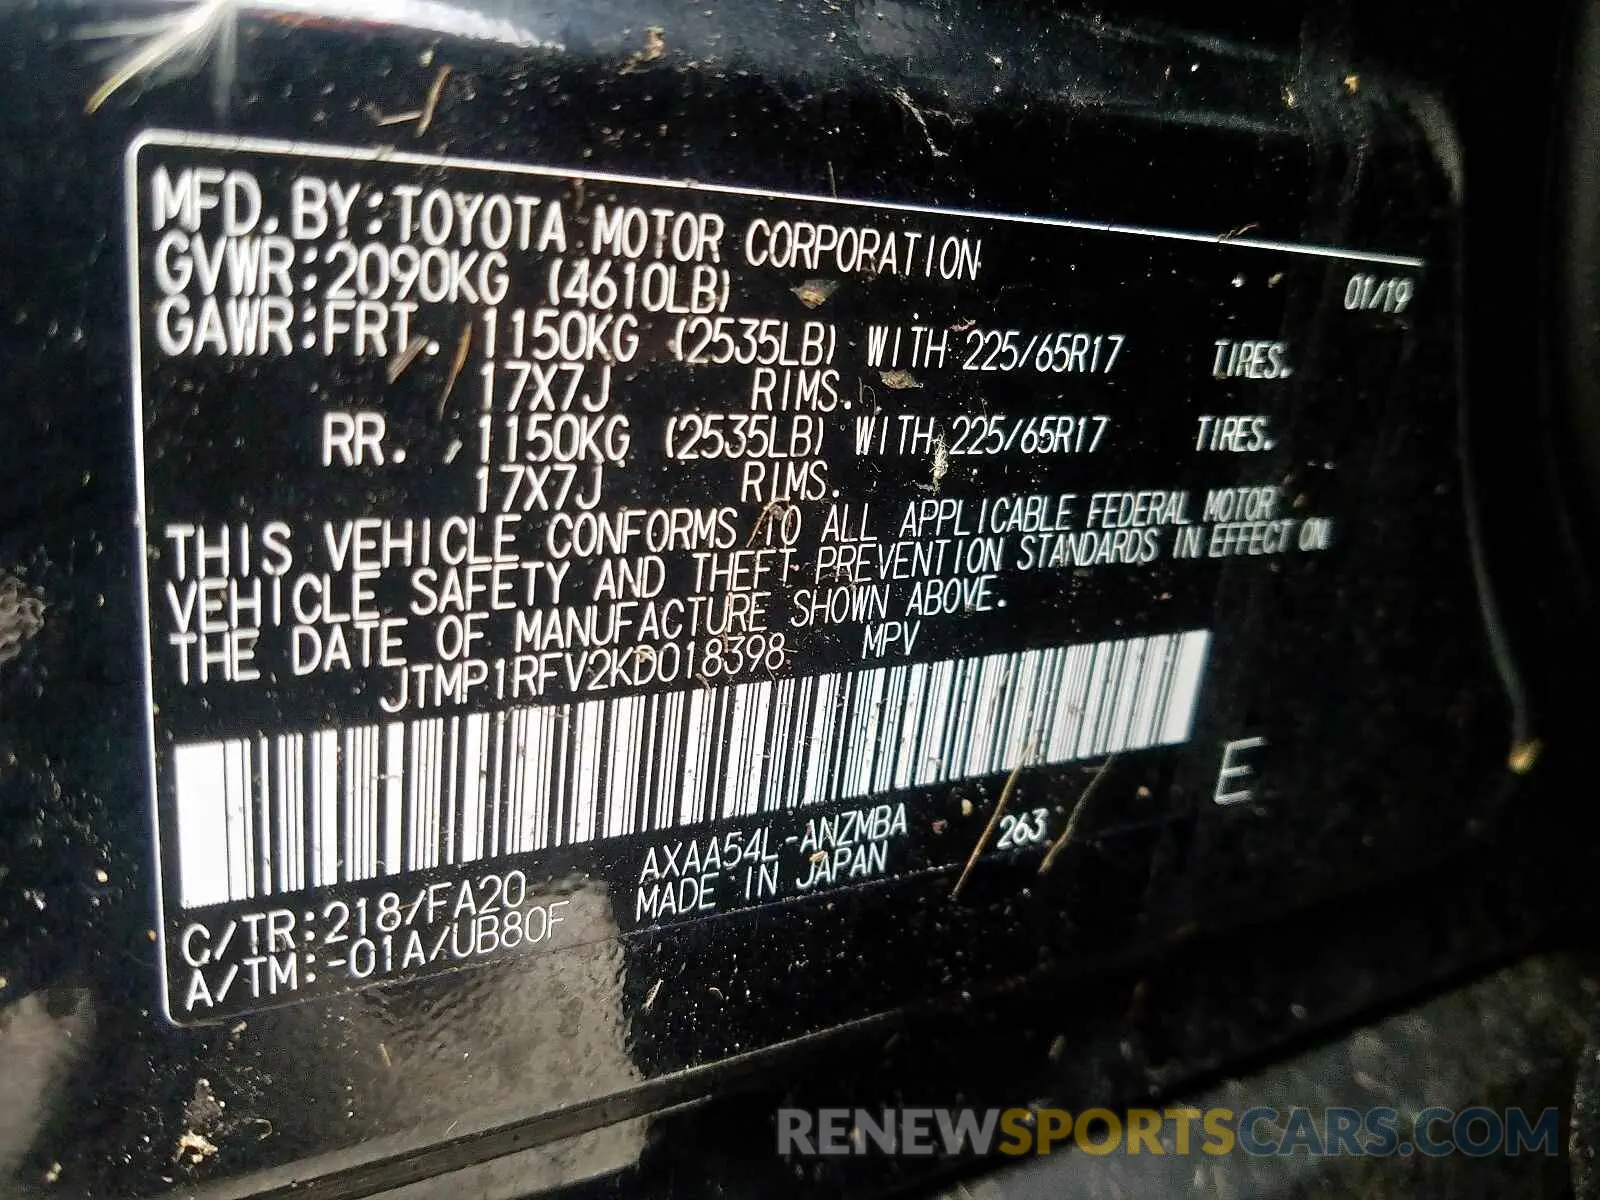 MFD. BY:TOYOTA MOTOR CORPORATION 01/19
GVWR:2090KG (4610LB)
GAWR:FRT. 1150KG (2535LB) WITH 225/65R17 TIRES.
17X7J RIMS.
RR. 1150KG (2535LB) WITH 225/65R17 TIRES.
17X7J RIMS.
THIS VEHICLE CONFORMS TO ALL APPLICABLE FEDERAL MOTOR
VEHICLE SAFETY AND THEFT PREVENTION STANDARDS IN EFFECT ON
THE DATE OF MANUFACTURE SHOWN ABOVE.
JTMP1RFV2KD018398 MPV
E
C/TR:218/FA20 AXAA54L-ANZMBA 263
A/TM:-01A/UB80F MADE IN JAPAN
RENEWSPORTSCARS.COM